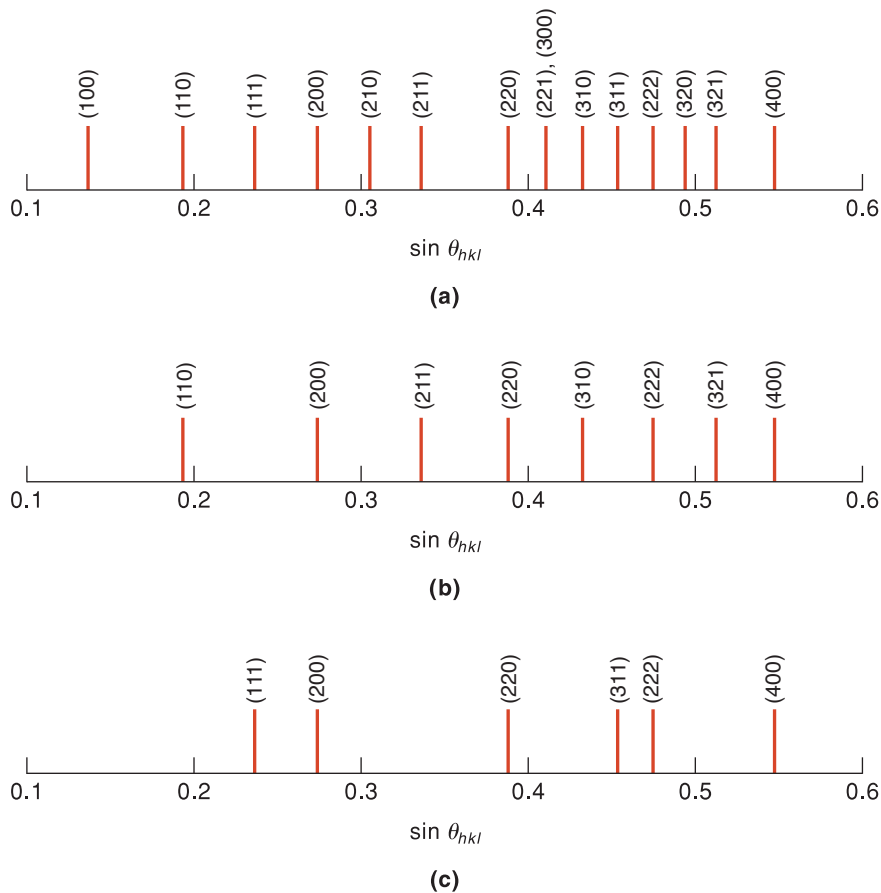 (100) (110) (111) (200) (210) (211) (220) (221), (300) (310) (311) (222) (320) (321) (400)
0.1 0.2 0.3 0.4 0.5 0.6
sin θhkl
(a)
(110) (200) (211) (220) (310) (222) (321) (400)
0.1 0.2 0.3 0.4 0.5 0.6
sin θhkl
(b)
(111) (200) (220) (311) (222) (400)
0.1 0.2 0.3 0.4 0.5 0.6
sin θhkl
(c)